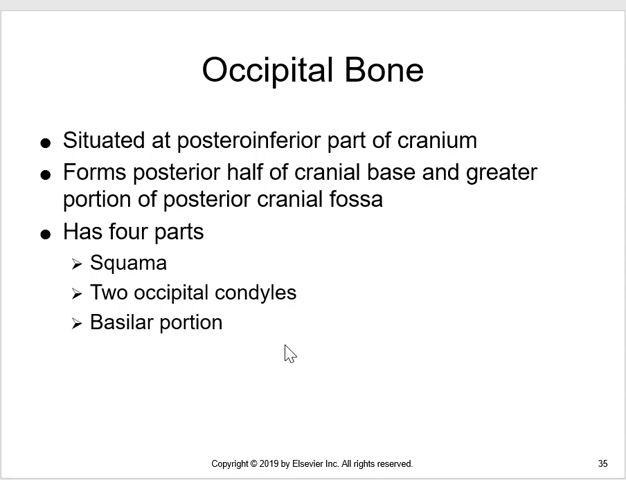 Occipital Bone
● Situated at posteroinferior part of cranium
● Forms posterior half of cranial base and greater
portion of posterior cranial fossa
● Has four parts
➢ Squama
➢ Two occipital condyles
➢ Basilar portion
Copyright © 2019 by Elsevier Inc. All rights reserved.
35